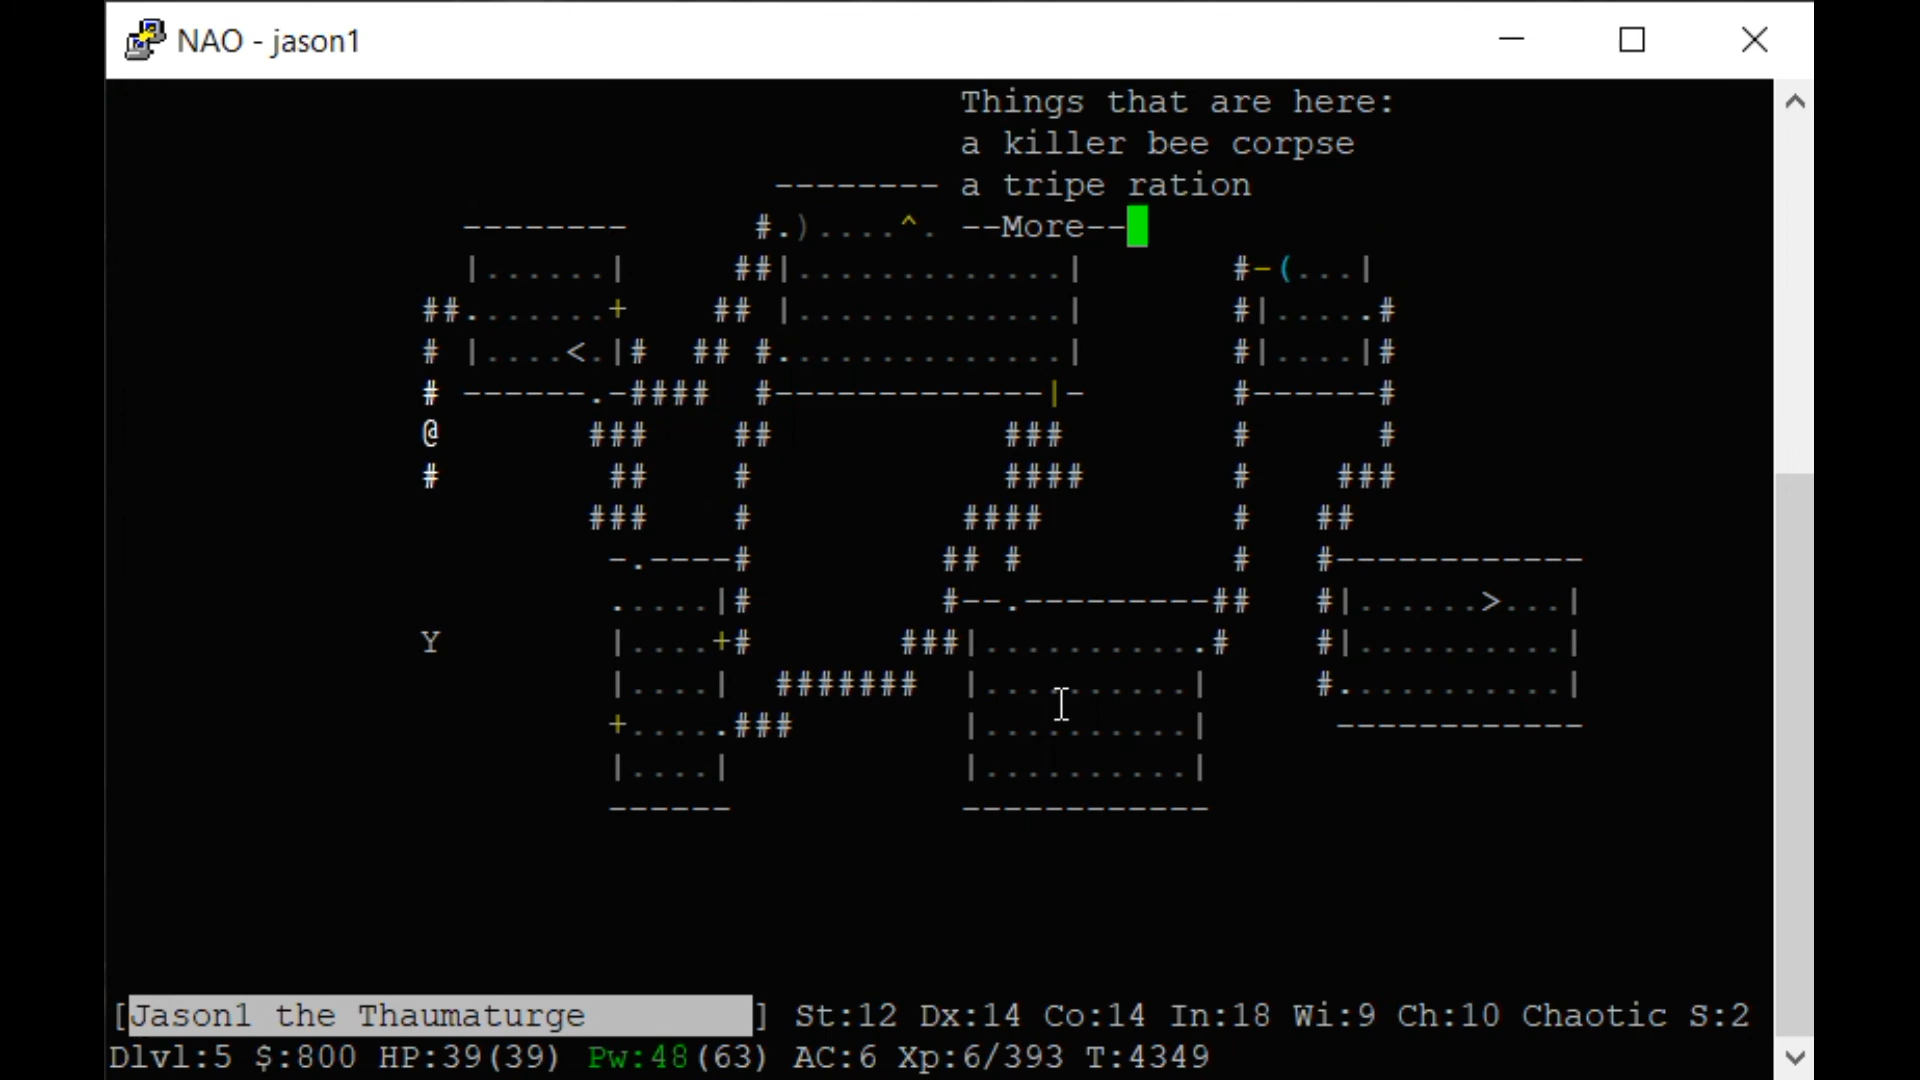 NAO - jason1
Things that are here:
a killer bee corpse
-------- a tripe ration
-------- #.)....^. --More--
|......| ##|.............| #-(...|
##.......+ ## |.............| #|.....#
# |....<.|# ## #..............| #|....|#
# ------.-#### #-------------|- #------#
@ ### ## ### # #
# ## # #### # ###
### # #### # ##
-.----# ## # # #------------
.....|# #--.---------## #|......>...|
Y |....+# ###|...........# #|..........|
|....| ####### |..........| #...........|
+.....### |..........| ------------
|....| |..........|
------ ------------
[Jason1 the Thaumaturge ] St:12 Dx:14 Co:14 In:18 Wi:9 Ch:10 Chaotic S:2
Dlvl:5 $:800 HP:39(39) Pw:48(63) AC:6 Xp:6/393 T:4349